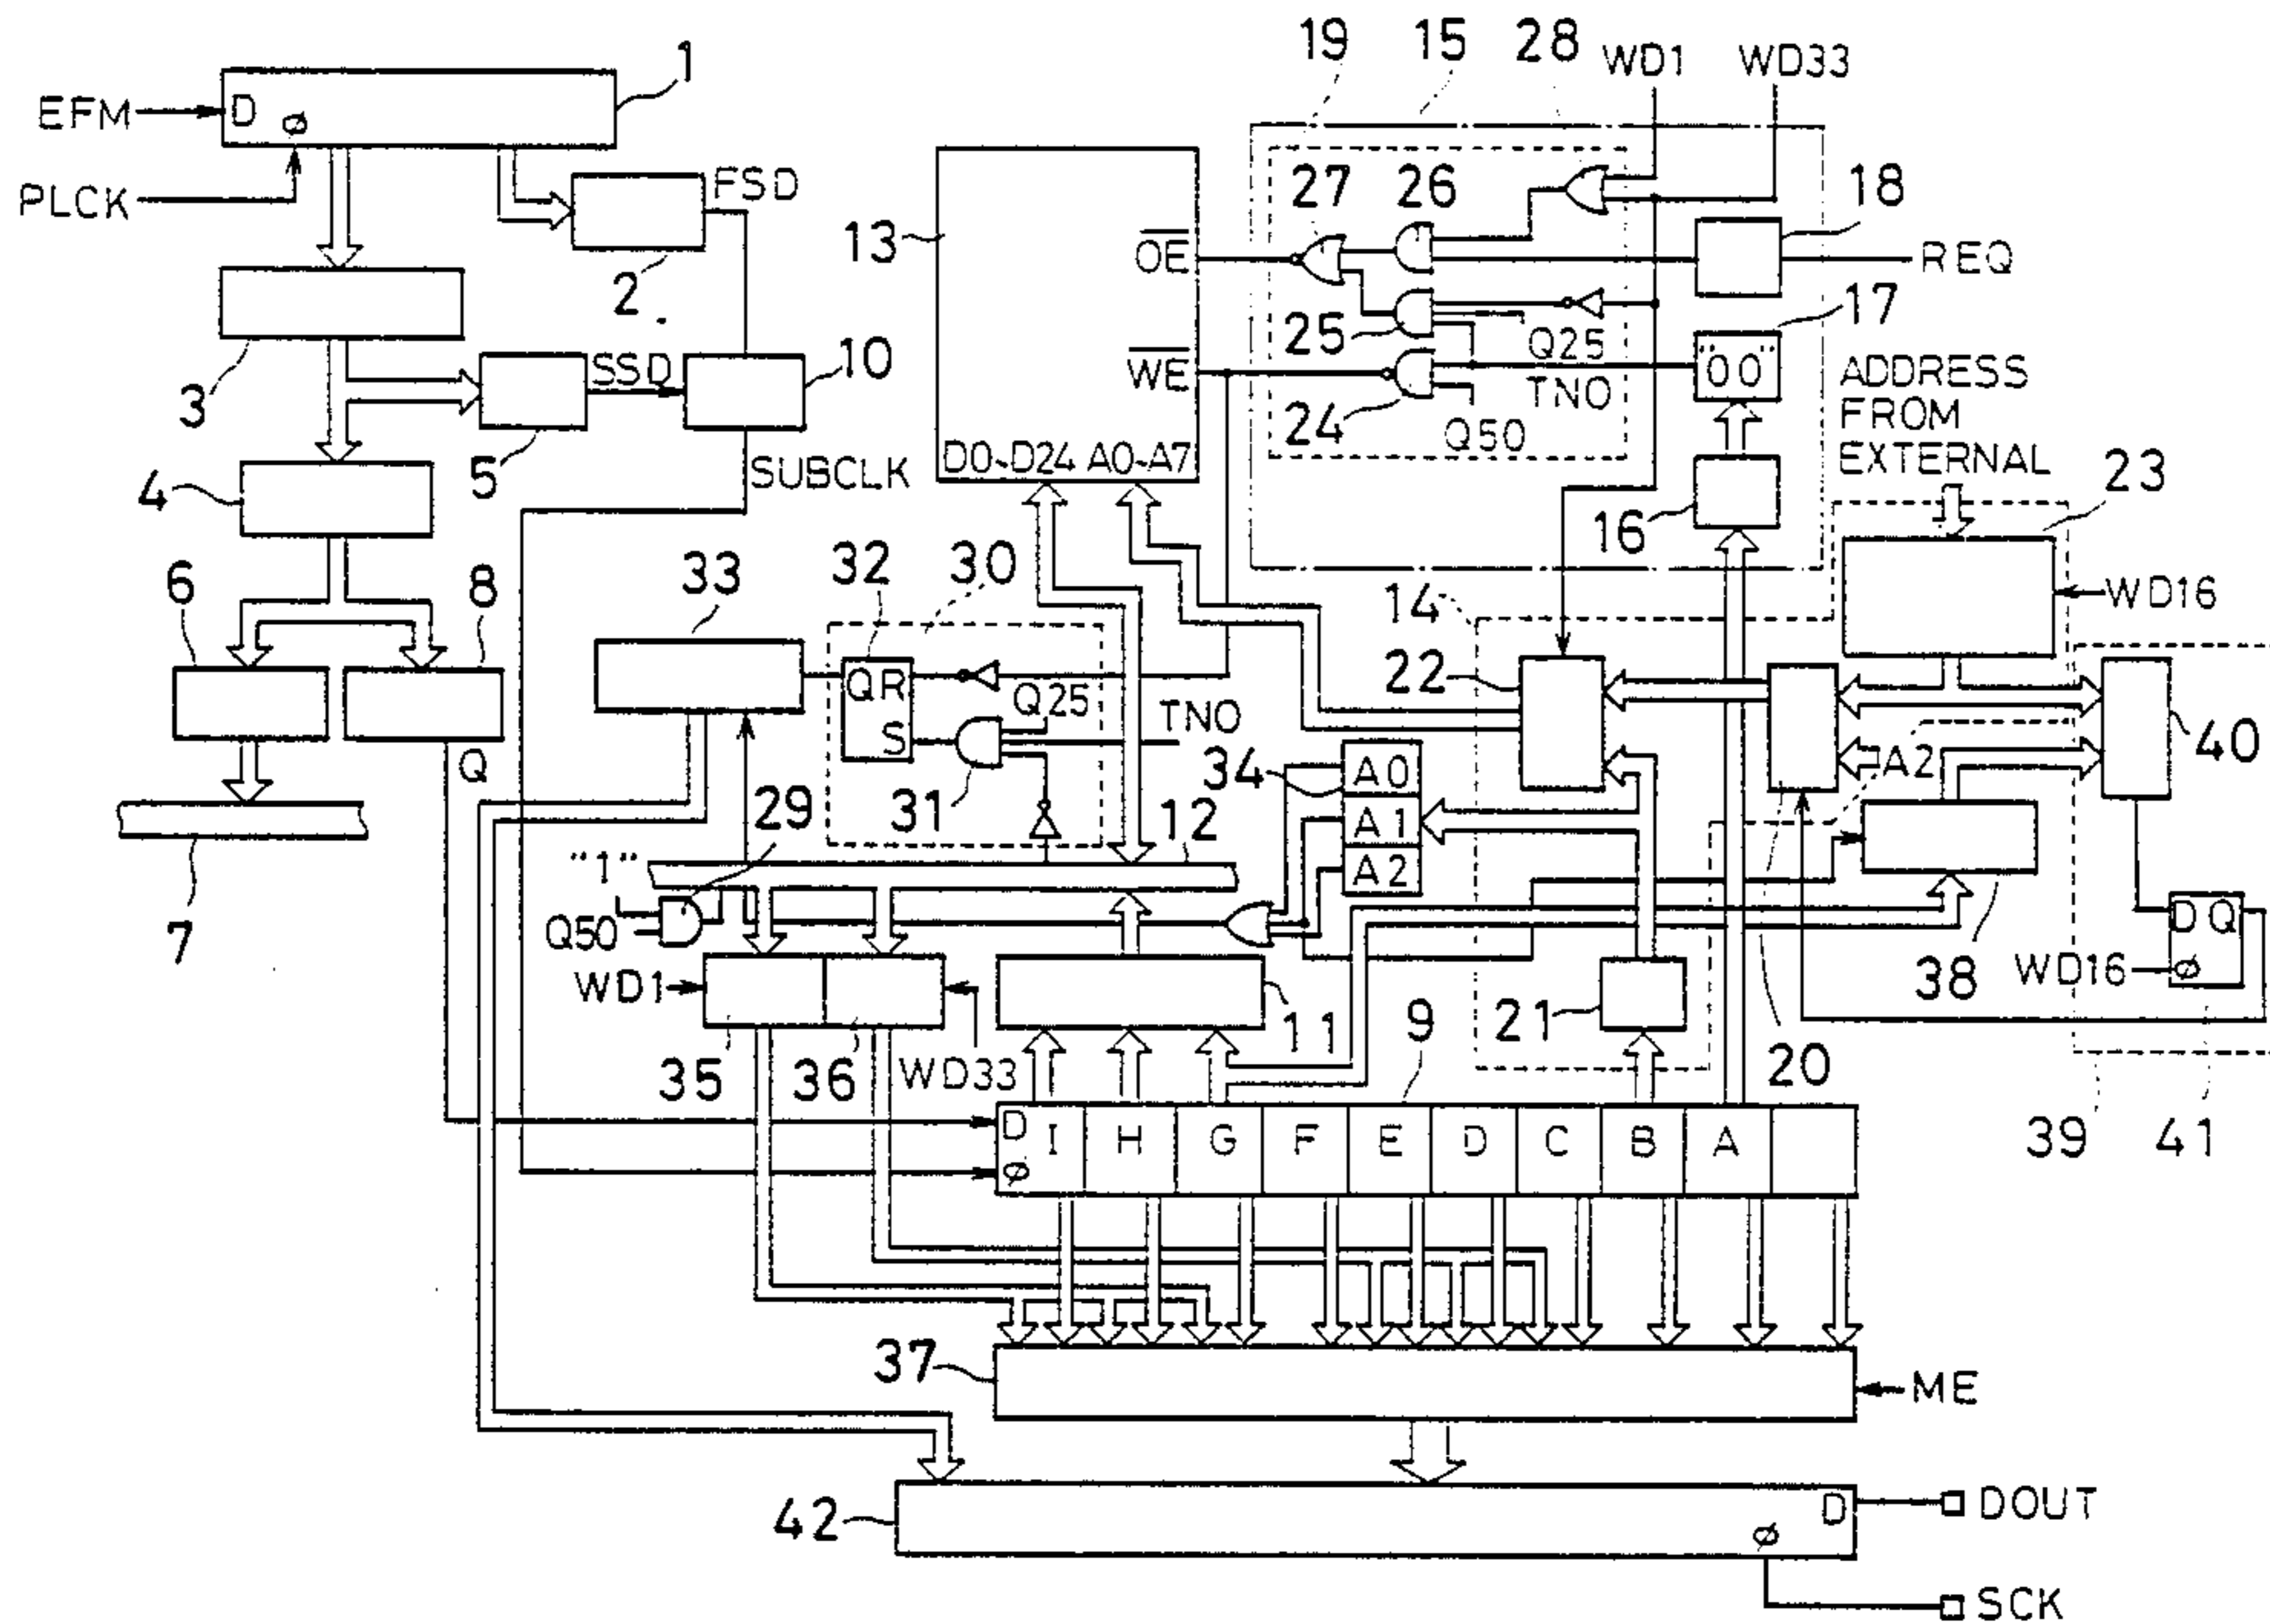 19 15 28 WD1 WD33
1
EFM D ø
PLCK
FSD
2
3
SSD
10
5
4
SUBCLK
6 8
Q
7
13
OE
WE
D0~D24 A0~A7
27 26
18
REQ
25
Q25
17
"00"
TNO
24
Q50
ADDRESS
FROM
EXTERNAL
16
23
WD16
33 32 30
14
QR
S
Q25
TNO
31
22
34
A0
A1
A2
A2
40
29
"1"
Q50
12
WD1
35 36
WD33
11
9
21
20
38
D Q
WD16 ø
39 41
D I H G F E D C B A
ø
37
ME
42
D DOUT
ø
SCK